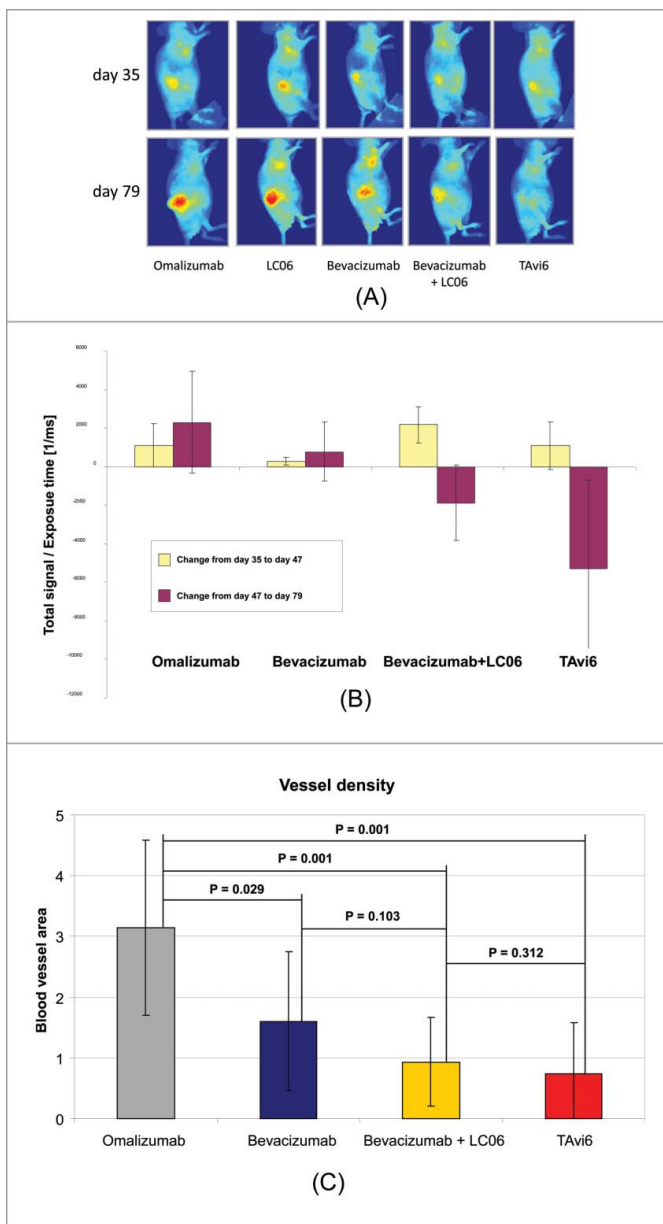 day 35
day 79
Omalizumab
LC06
Bevacizumab
Bevacizumab
+ LC06
TAvi6
(A)
Total signal / Exposue time [1/ms]
6000
4000
2000
0
-2000
-4000
-6000
-8000
-10000
-12000
Change from day 35 to day 47
Change from day 47 to day 79
Omalizumab
Bevacizumab
Bevacizumab+LC06
TAvi6
(B)
Vessel density
Blood vessel area
5
4
3
2
1
0
P = 0.001
P = 0.001
P = 0.029
P = 0.103
P = 0.312
Omalizumab
Bevacizumab
Bevacizumab + LC06
TAvi6
(C)